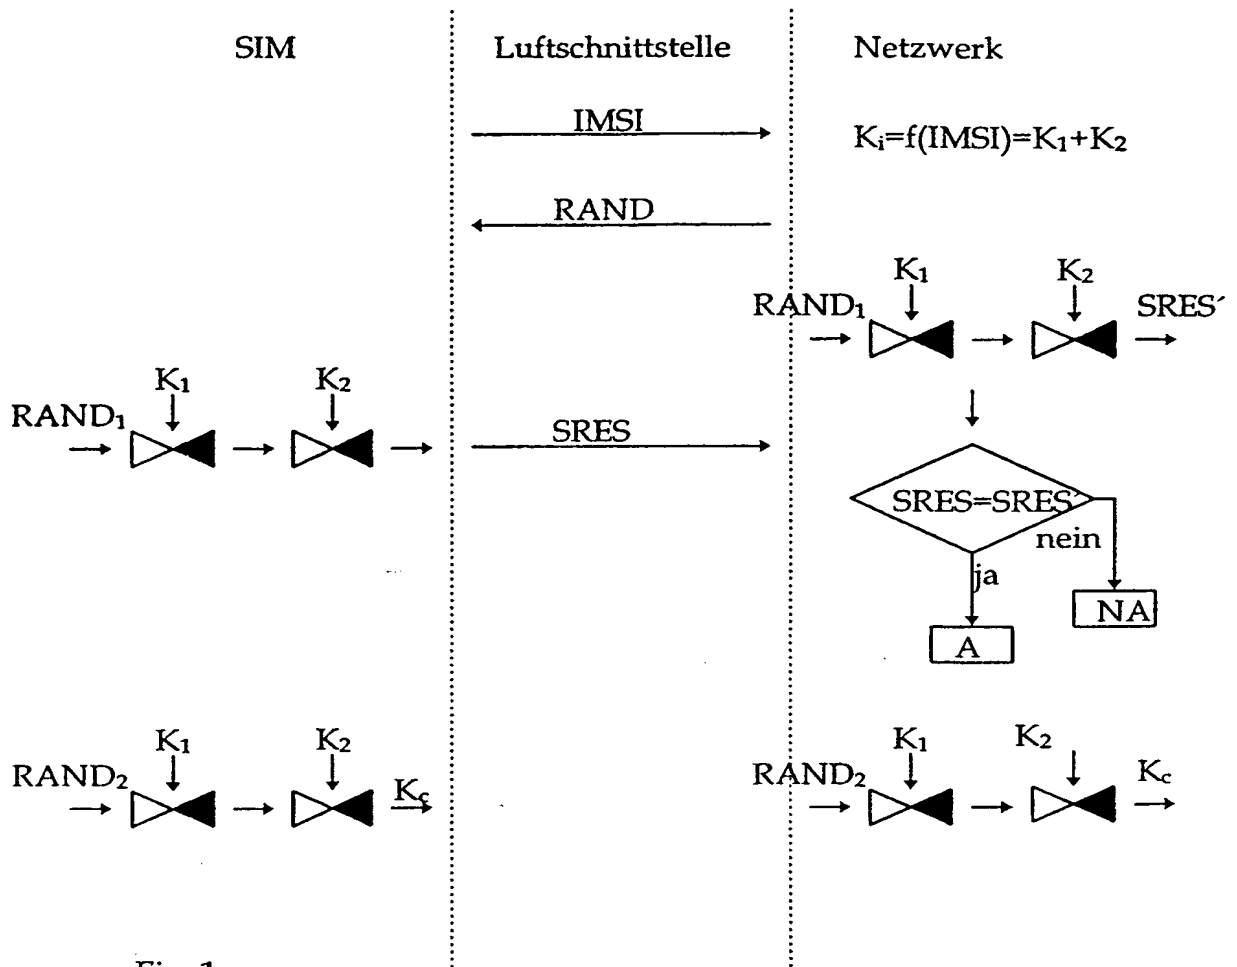 SIM Luftschnittstelle Netzwerk
IMSI
Kᵢ=f(IMSI)=K₁+K₂
RAND
K₁ K₂
RAND₁ SRES´
K₁ K₂
RAND₁
SRES
SRES=SRES´
nein
ja
NA
A
K₁ K₂
RAND₂ K꜀
K₁ K₂
RAND₂ K꜀